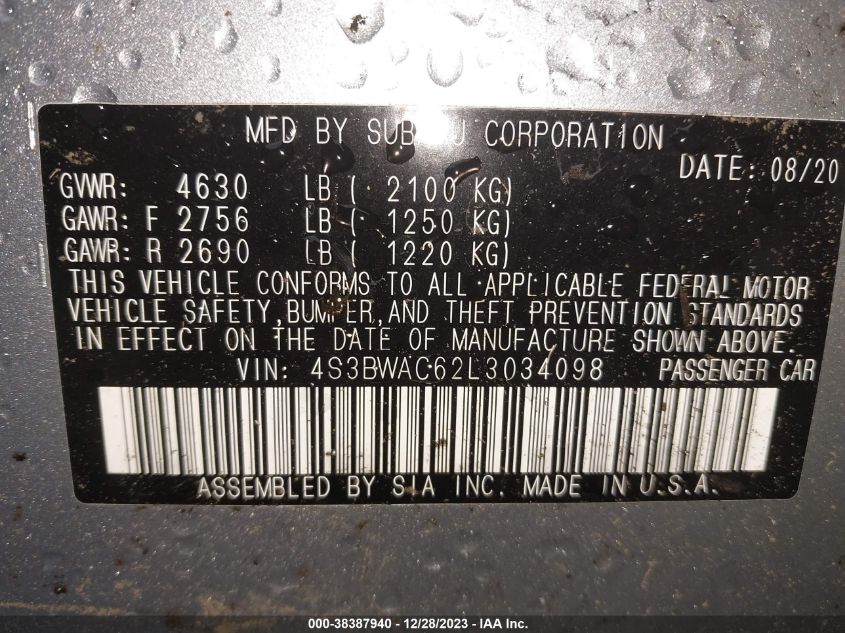 MFD BY SUBARU CORPORATION
DATE: 08/20
GVWR: 4630 LB ( 2100 KG)
GAWR: F 2756 LB ( 1250 KG)
GAWR: R 2690 LB ( 1220 KG)
THIS VEHICLE CONFORMS TO ALL APPLICABLE FEDERAL MOTOR
VEHICLE SAFETY, BUMPER, AND THEFT PREVENTION STANDARDS
IN EFFECT ON THE DATE OF MANUFACTURE SHOWN ABOVE.
VIN: 4S3BWAC62L3034098 PASSENGER CAR
ASSEMBLED BY SIA INC. MADE IN U.S.A.
000-38387940 - 12/28/2023 - IAA Inc.